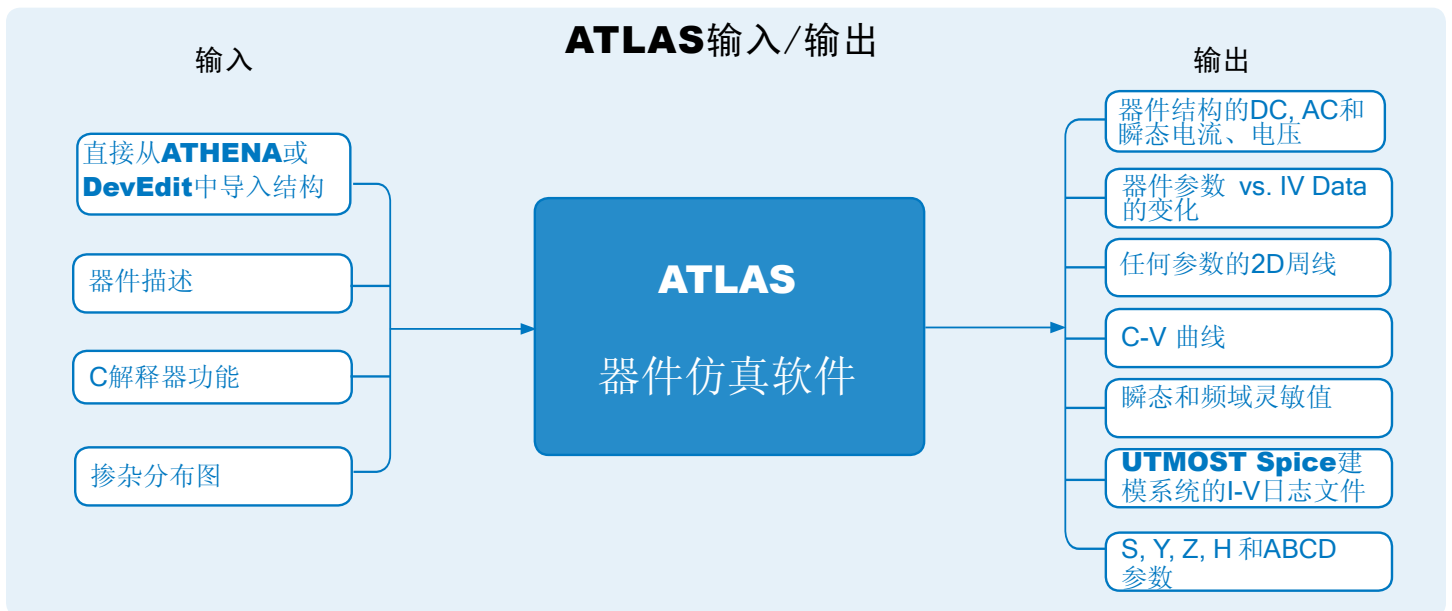 ATLAS输入/输出
输入
直接从ATHENA或
DevEdit中导入结构
器件描述
C解释器功能
掺杂分布图
ATLAS
器件仿真软件
输出
器件结构的DC, AC和
瞬态电流、电压
器件参数 vs. IV Data
的变化
任何参数的2D周线
C-V 曲线
瞬态和频域灵敏值
UTMOST Spice建
模系统的I-V日志文件
S, Y, Z, H 和ABCD
参数